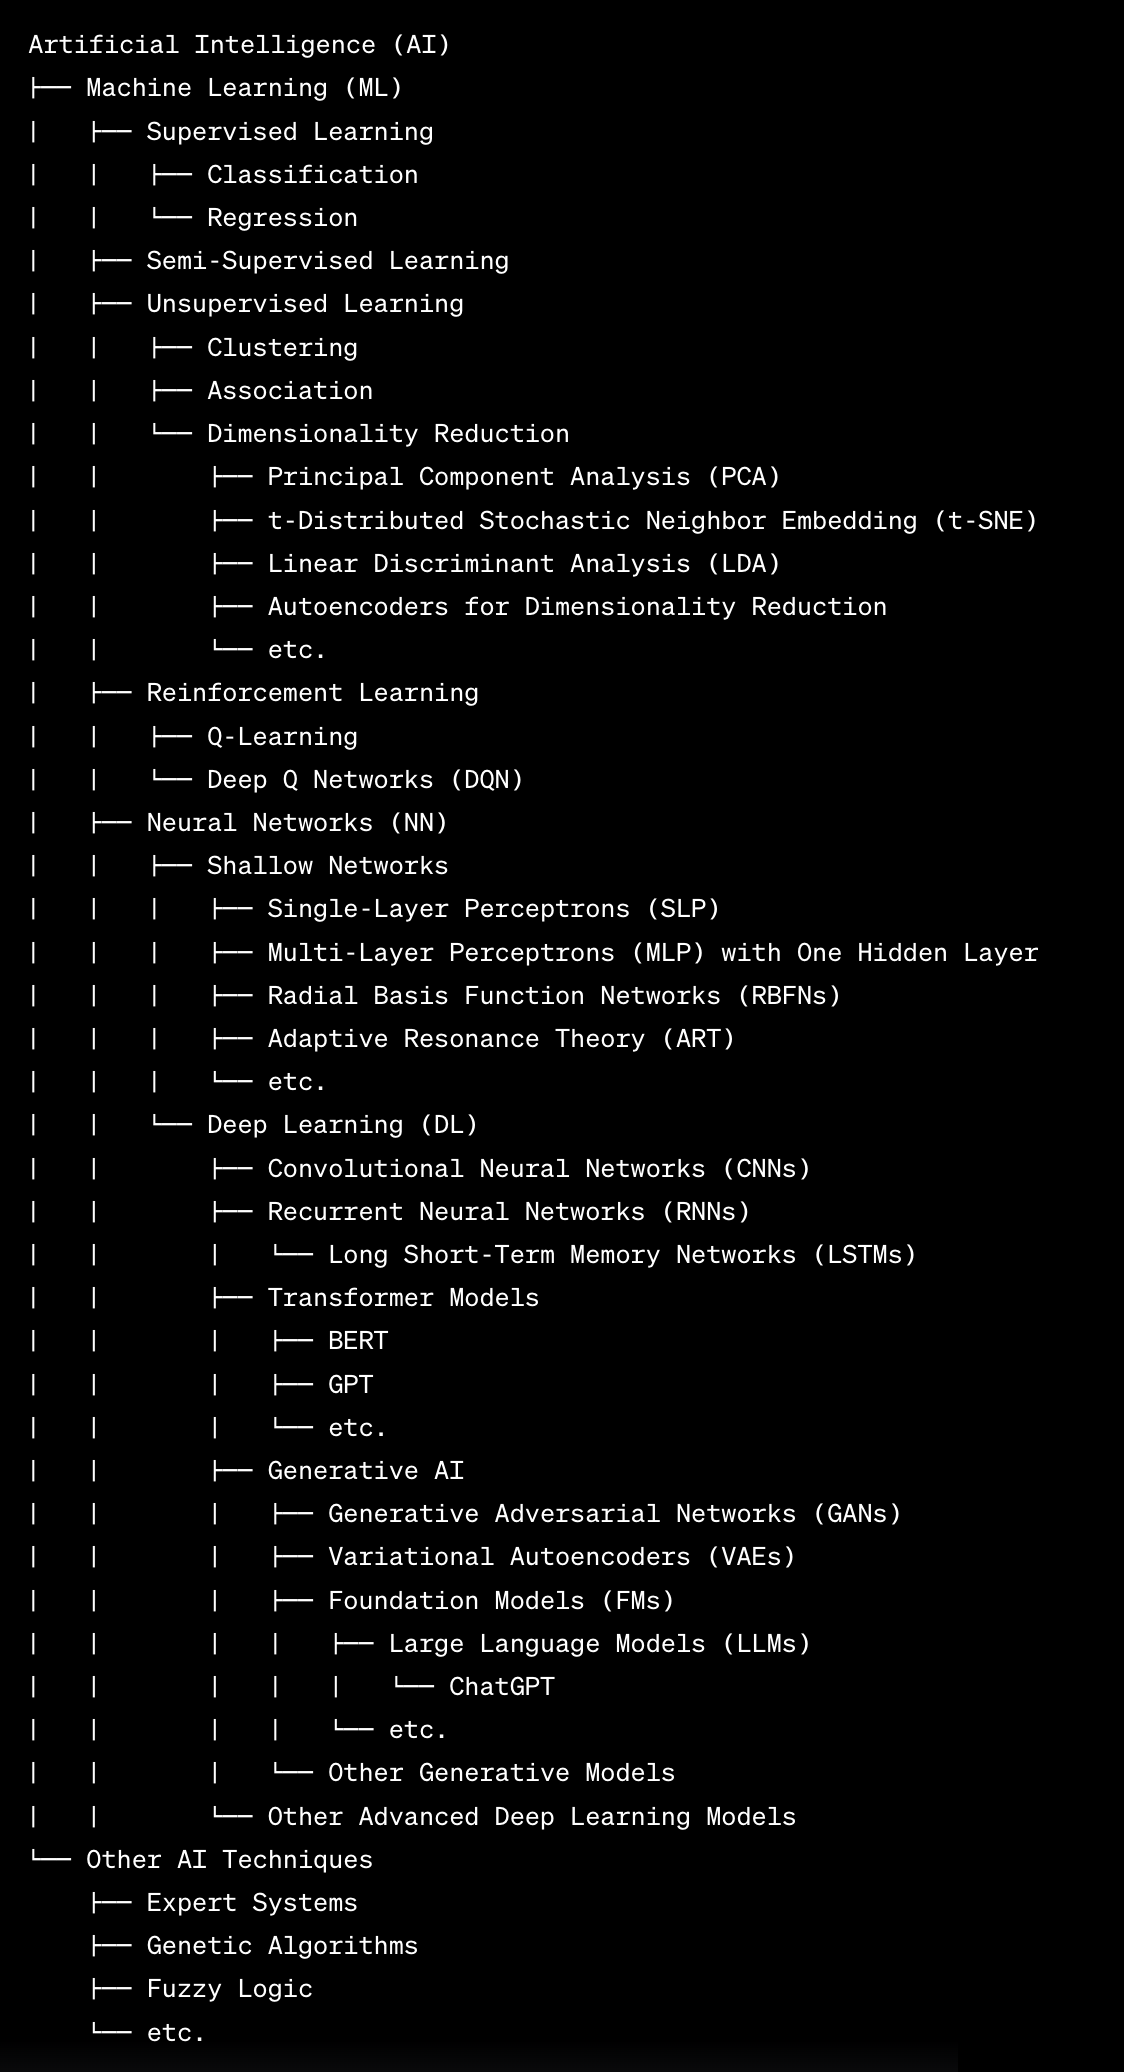 Artificial Intelligence (AI)
├── Machine Learning (ML)
|   ├── Supervised Learning
|   |   ├── Classification
|   |   └── Regression
|   ├── Semi-Supervised Learning
|   ├── Unsupervised Learning
|   |   ├── Clustering
|   |   ├── Association
|   |   └── Dimensionality Reduction
|   |       ├── Principal Component Analysis (PCA)
|   |       ├── t-Distributed Stochastic Neighbor Embedding (t-SNE)
|   |       ├── Linear Discriminant Analysis (LDA)
|   |       ├── Autoencoders for Dimensionality Reduction
|   |       └── etc.
|   ├── Reinforcement Learning
|   |   ├── Q-Learning
|   |   └── Deep Q Networks (DQN)
|   ├── Neural Networks (NN)
|   |   ├── Shallow Networks
|   |   |   ├── Single-Layer Perceptrons (SLP)
|   |   |   ├── Multi-Layer Perceptrons (MLP) with One Hidden Layer
|   |   |   ├── Radial Basis Function Networks (RBFNs)
|   |   |   ├── Adaptive Resonance Theory (ART)
|   |   |   └── etc.
|   |   └── Deep Learning (DL)
|   |       ├── Convolutional Neural Networks (CNNs)
|   |       ├── Recurrent Neural Networks (RNNs)
|   |       |   └── Long Short-Term Memory Networks (LSTMs)
|   |       ├── Transformer Models
|   |       |   ├── BERT
|   |       |   ├── GPT
|   |       |   └── etc.
|   |       ├── Generative AI
|   |       |   ├── Generative Adversarial Networks (GANs)
|   |       |   ├── Variational Autoencoders (VAEs)
|   |       |   ├── Foundation Models (FMs)
|   |       |   |   ├── Large Language Models (LLMs)
|   |       |   |   |   └── ChatGPT
|   |       |   |   └── etc.
|   |       |   └── Other Generative Models
|   |       └── Other Advanced Deep Learning Models
└── Other AI Techniques
    ├── Expert Systems
    ├── Genetic Algorithms
    ├── Fuzzy Logic
    └── etc.